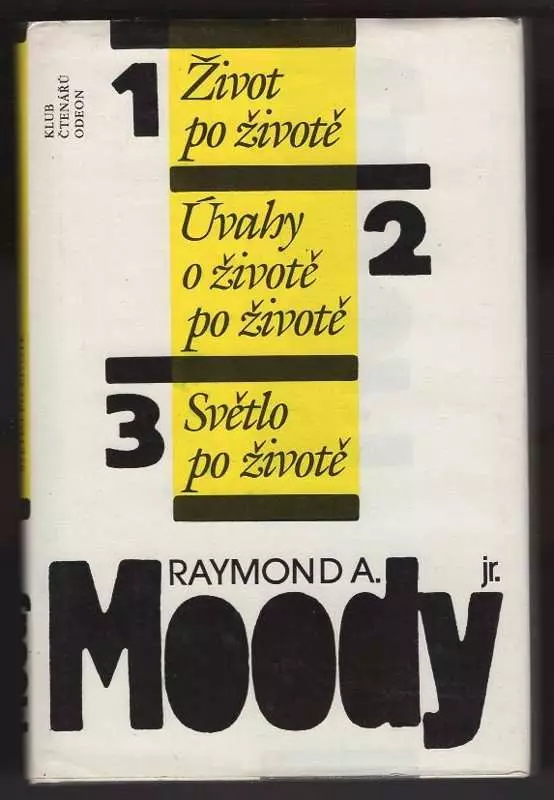 KLUB
ČTENÁŘŮ
ODEON
1
Život
po životě
2
Úvahy
o životě
po životě
3
Světlo
po životě
RAYMOND A.
jr.
Moody